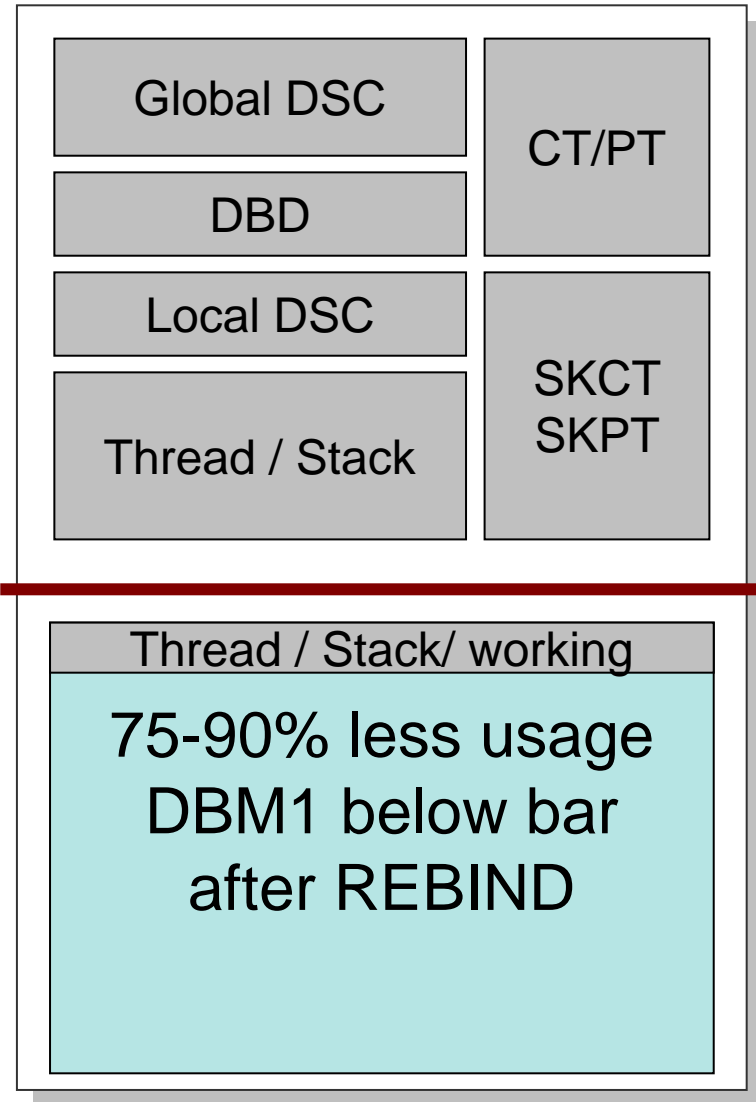 Global DSC
CT/PT
DBD
Local DSC
SKCT
SKPT
Thread / Stack
Thread / Stack/ working
75-90% less usage
DBM1 below bar
after REBIND